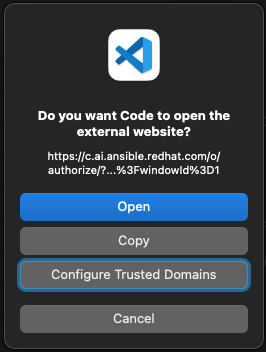 Do you want Code to open the
external website?
https://c.ai.ansible.redhat.com/o/
authorize/?...%3FwindowId%3D1
Open
Copy
Configure Trusted Domains
Cancel